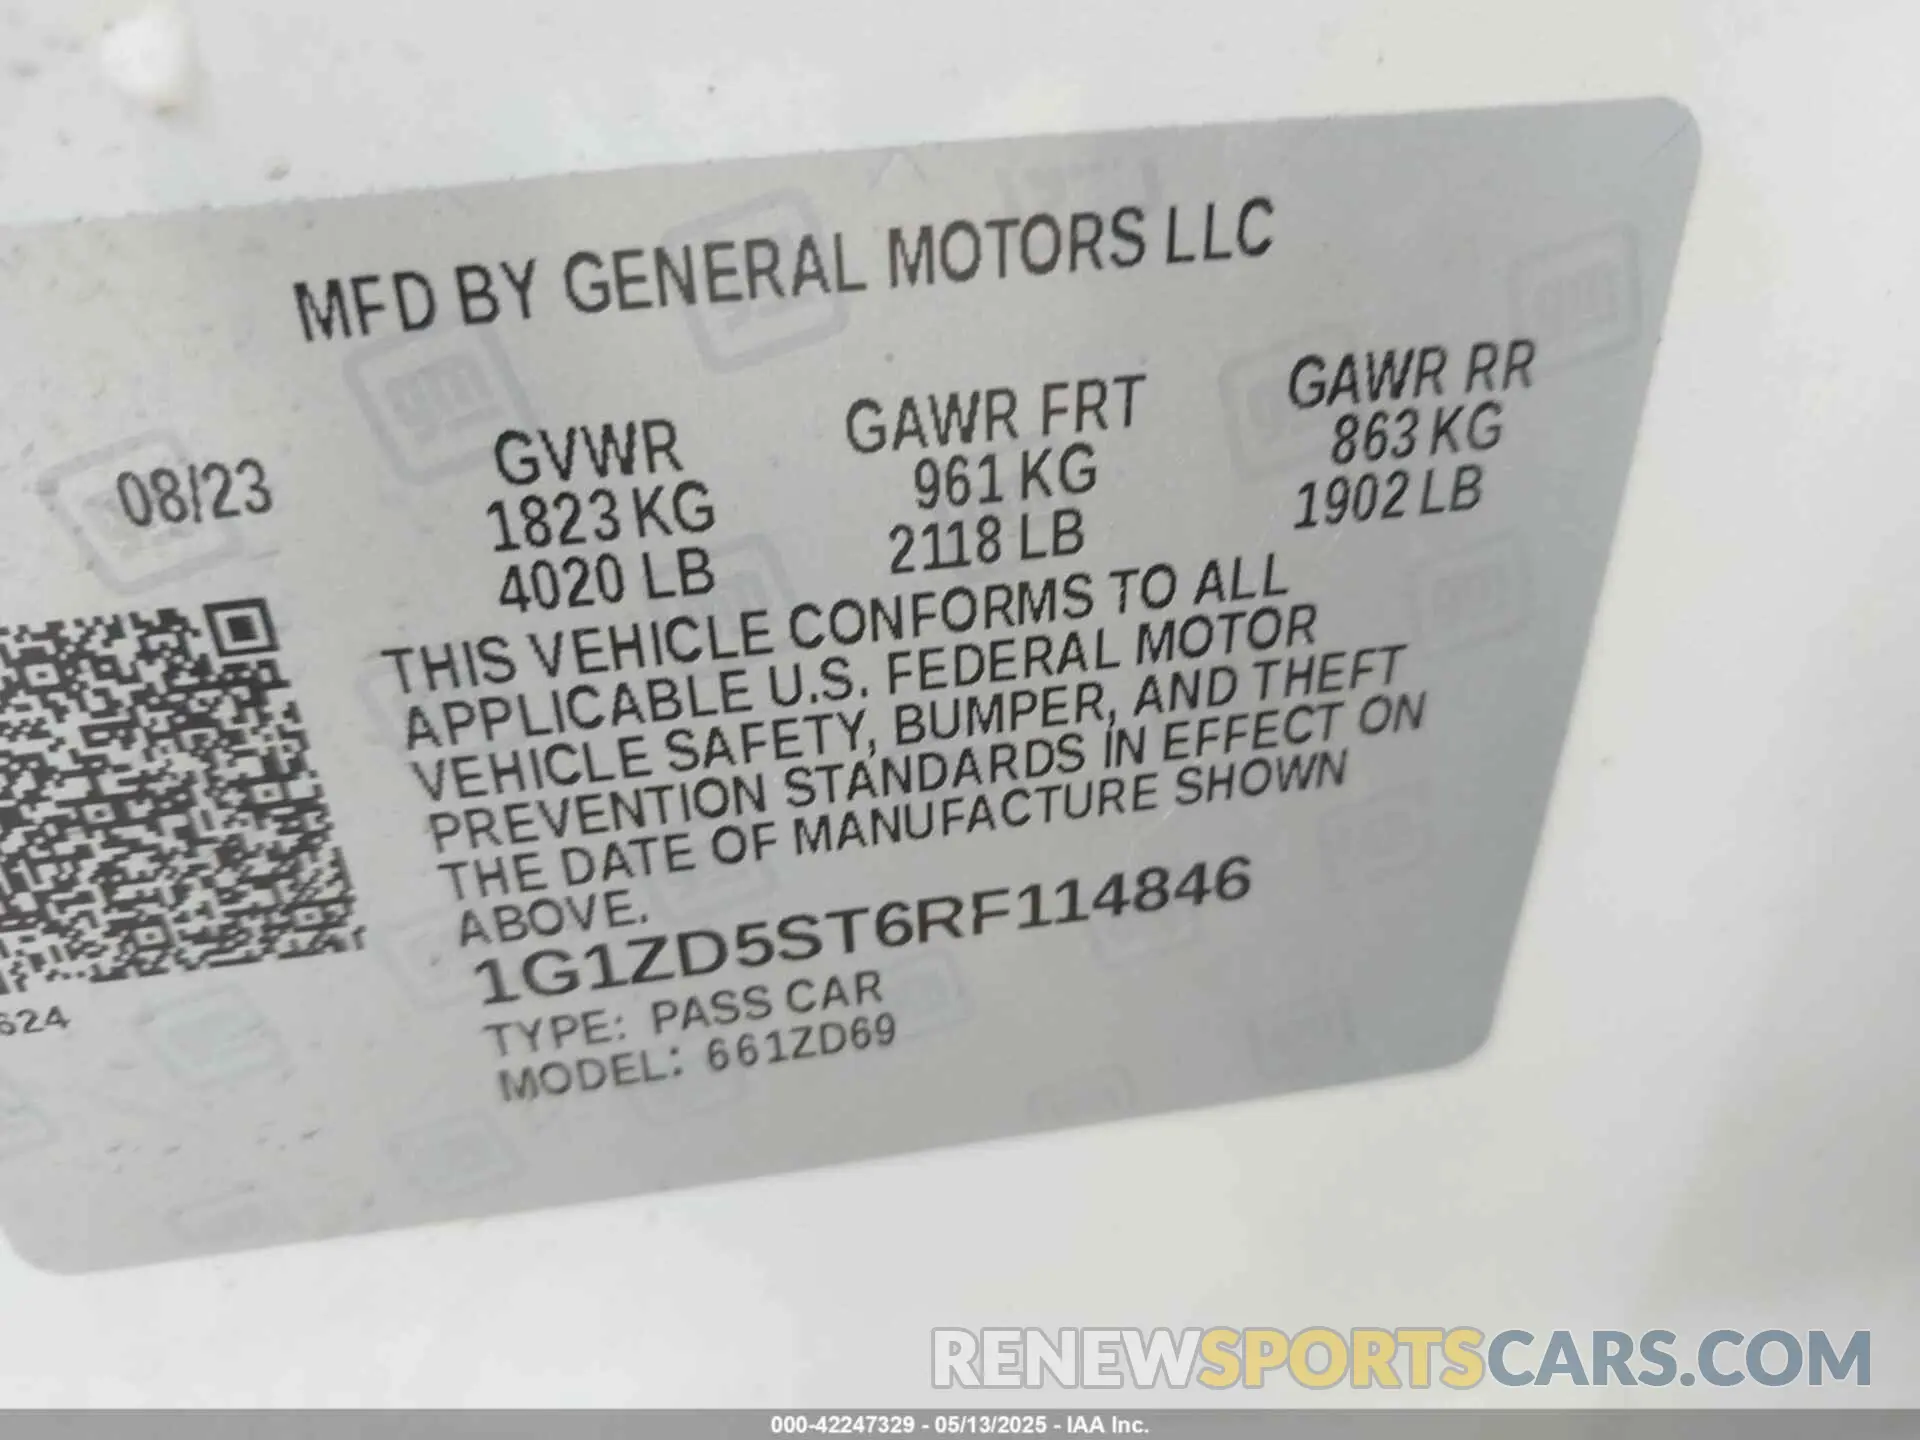 MFD BY GENERAL MOTORS LLC
08/23
GVWR
1823 KG
4020 LB
GAWR FRT
961 KG
2118 LB
GAWR RR
863 KG
1902 LB
THIS VEHICLE CONFORMS TO ALL
APPLICABLE U.S. FEDERAL MOTOR
VEHICLE SAFETY, BUMPER, AND THEFT
PREVENTION STANDARDS IN EFFECT ON
THE DATE OF MANUFACTURE SHOWN
ABOVE.
1G1ZD5ST6RF114846
TYPE: PASS CAR
MODEL: 661ZD69
624
RENEWSPORTSCARS.COM
000-42247329 - 05/13/2025 - IAA Inc.